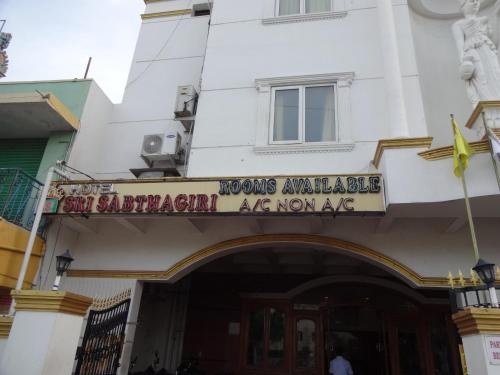 HOTEL
SRI SABTHAGIRI
ROOMS AVAILABLE
A/C NON A/C